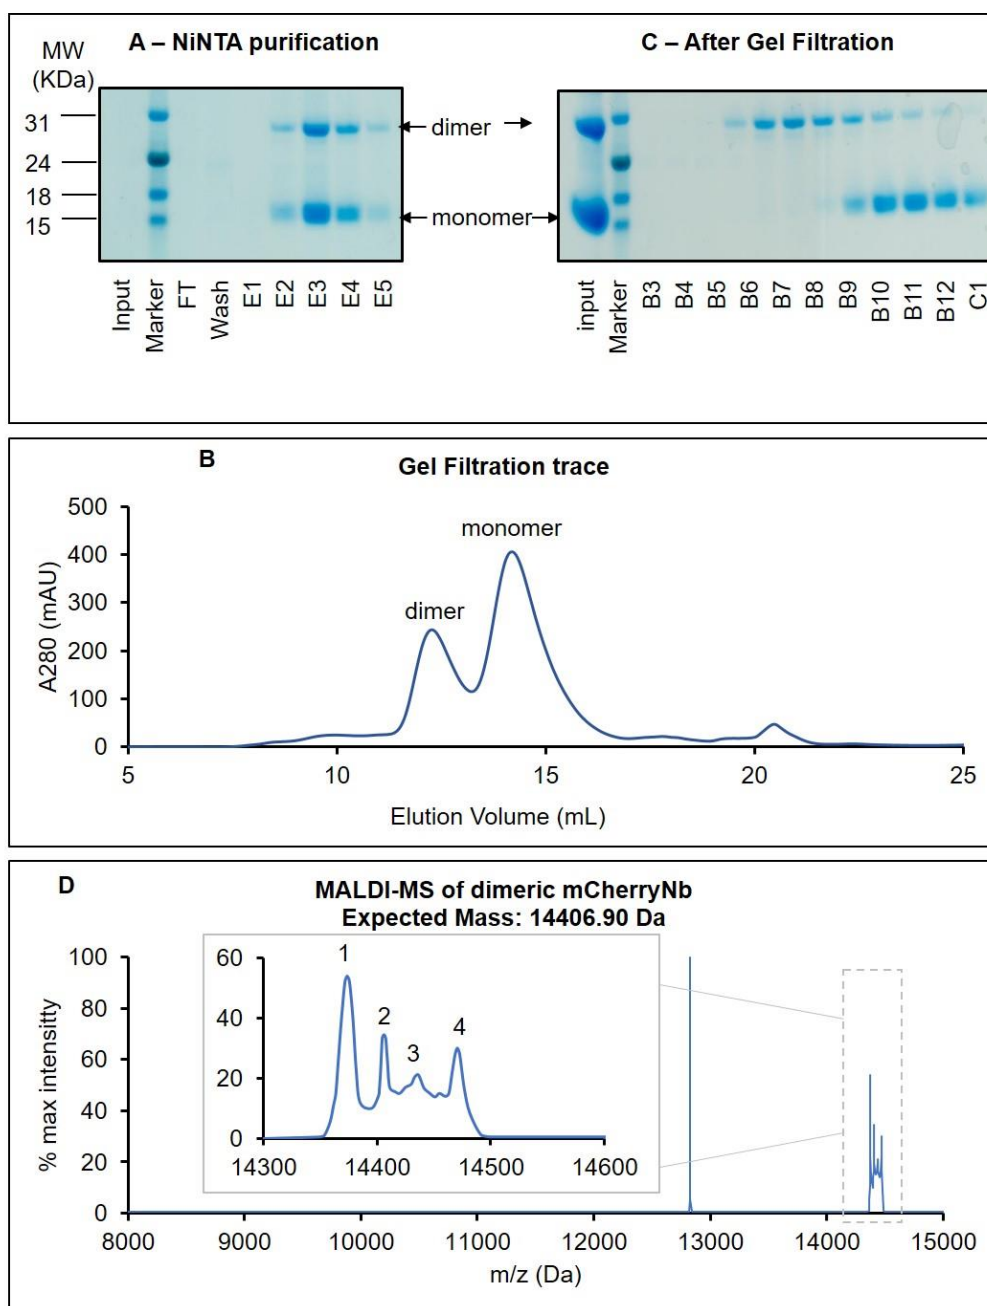 A – NiNTA purification
MW
(KDa)
31
24
18
15
dimer
monomer
Input
Marker
FT
Wash
E1
E2
E3
E4
E5
C – After Gel Filtration
input
Marker
B3
B4
B5
B6
B7
B8
B9
B10
B11
B12
C1
B
Gel Filtration trace
500
400
300
200
100
0
A280 (mAU)
dimer
monomer
5
10
15
20
25
Elution Volume (mL)
D
MALDI-MS of dimeric mCherryNb
Expected Mass: 14406.90 Da
100
80
60
40
20
0
% max intensitty
60
40
20
0
1
2
3
4
14300
14400
14500
14600
8000
9000
10000
11000
12000
13000
14000
15000
m/z (Da)